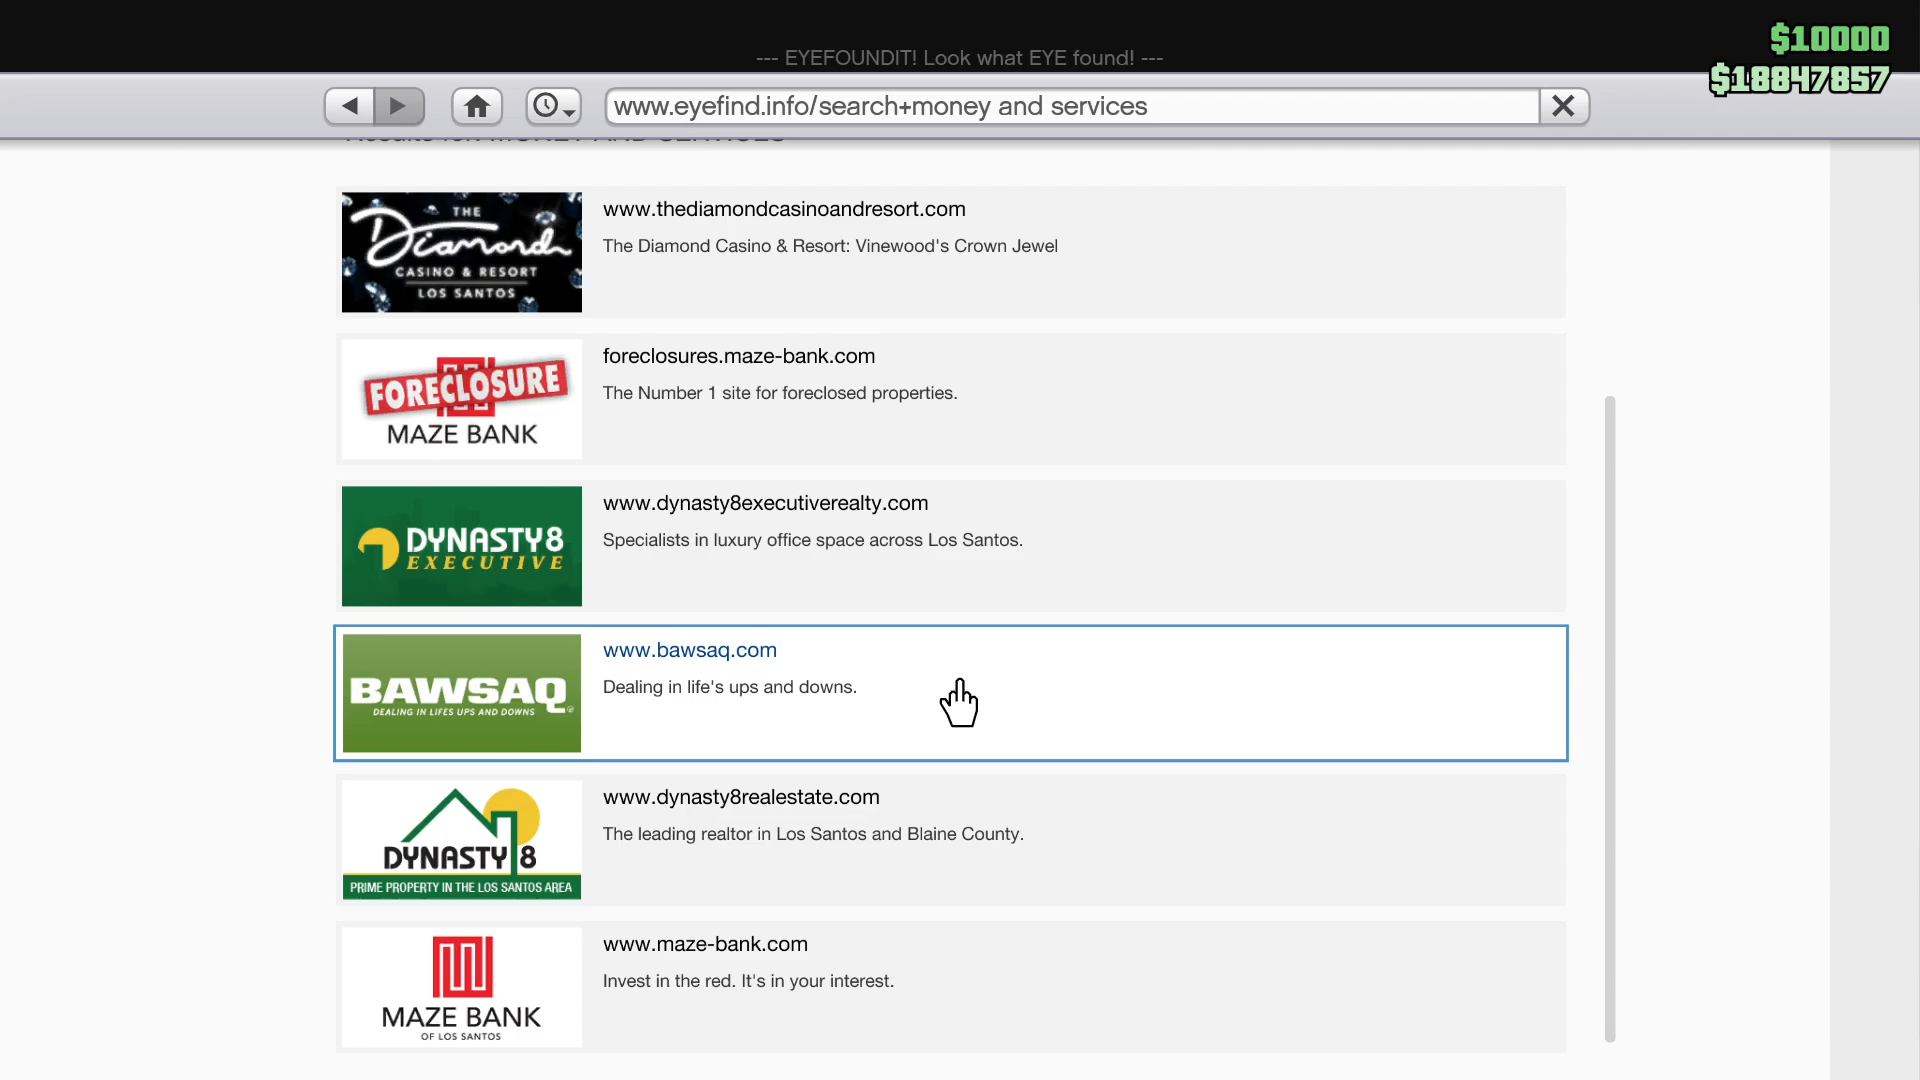 $10000
--- EYEFOUNDIT! Look what EYE found! ---
$18847857
www.eyefind.info/search+money and services
Results for: MONEY AND SERVICES
THE
Diamond
CASINO & RESORT
LOS SANTOS
www.thediamondcasinoandresort.com
The Diamond Casino & Resort: Vinewood's Crown Jewel
FORECLOSURE
MAZE BANK
foreclosures.maze-bank.com
The Number 1 site for foreclosed properties.
DYNASTY8
EXECUTIVE
www.dynasty8executiverealty.com
Specialists in luxury office space across Los Santos.
BAWSAQ
DEALING IN LIFES UPS AND DOWNS
www.bawsaq.com
Dealing in life's ups and downs.
DYNASTY 8
PRIME PROPERTY IN THE LOS SANTOS AREA
www.dynasty8realestate.com
The leading realtor in Los Santos and Blaine County.
MAZE BANK
OF LOS SANTOS
www.maze-bank.com
Invest in the red. It's in your interest.